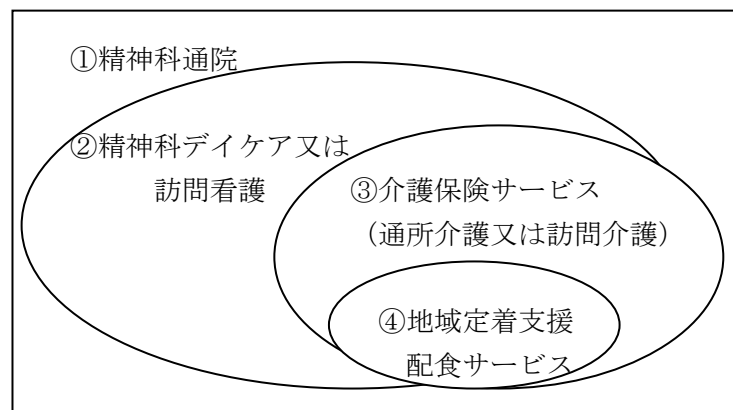 ①精神科通院
②精神科デイケア又は
訪問看護
③介護保険サービス
（通所介護又は訪問介護）
④地域定着支援
配食サービス